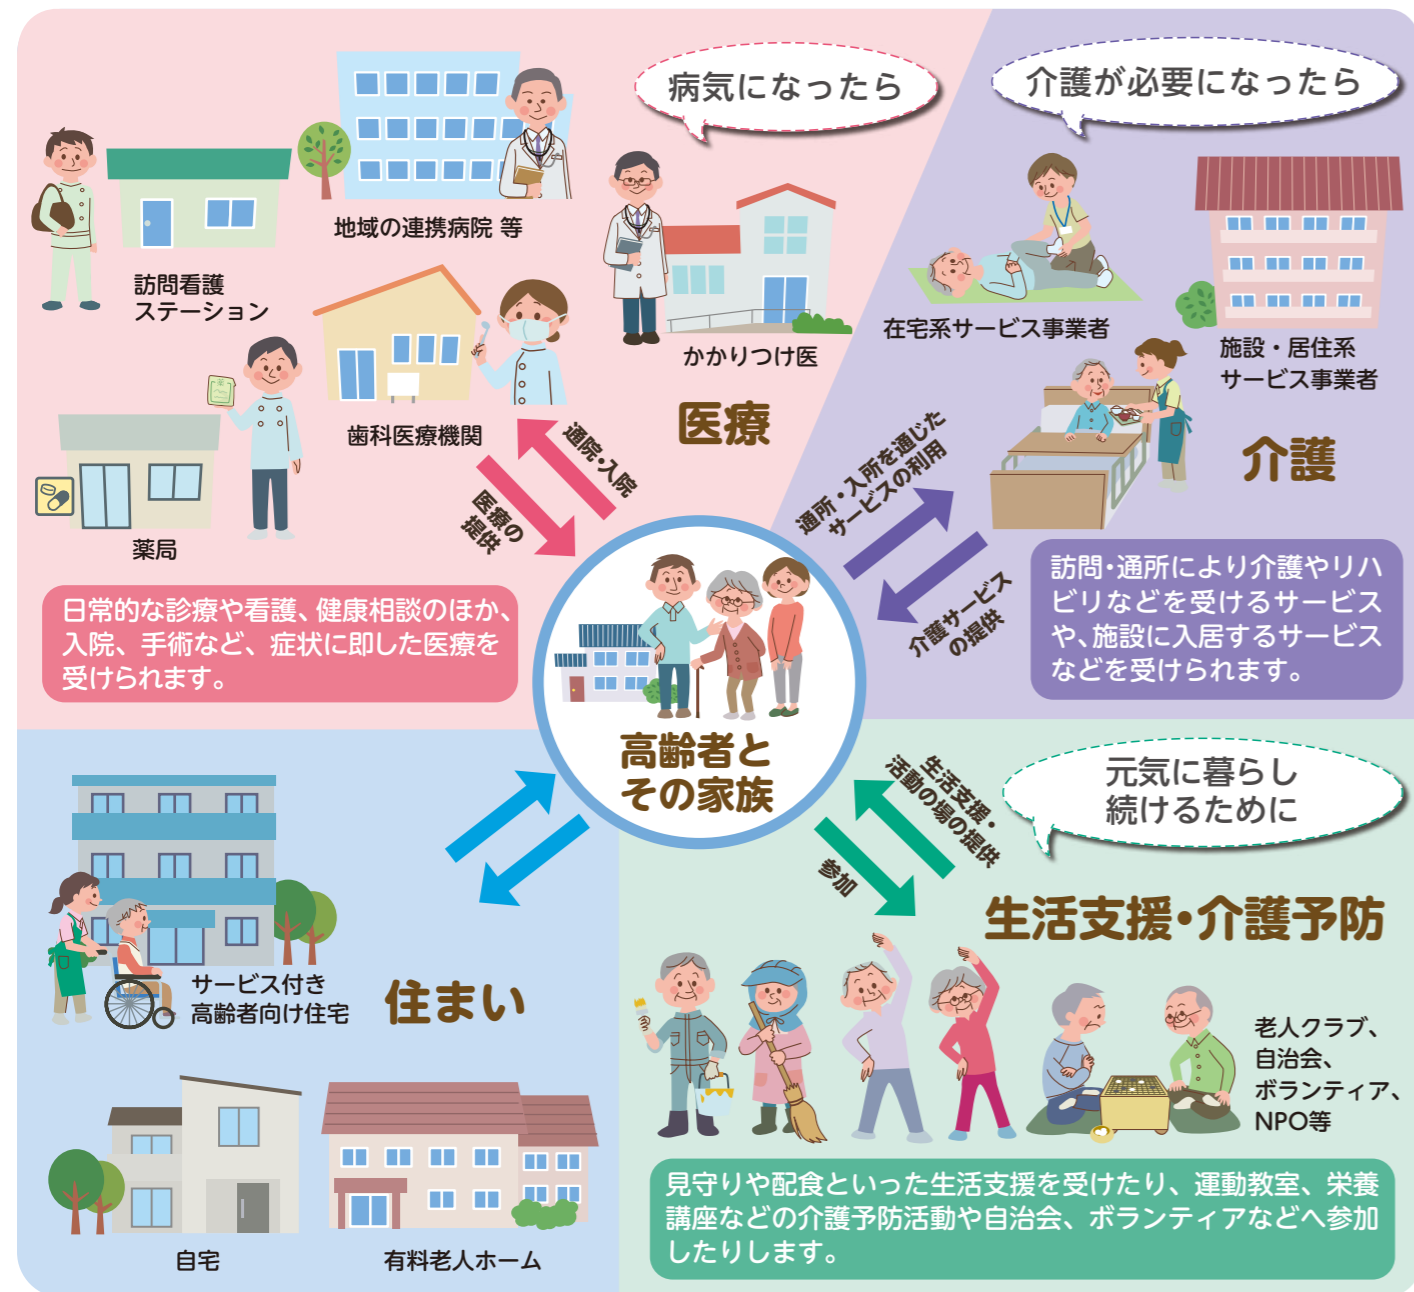 病気になったら
地域の連携病院 等
訪問看護
ステーション
かかりつけ医
歯科医療機関
薬局
医療
通院・入院
医療の
提供
日常的な診療や看護、健康相談のほか、
入院、手術など、症状に即した医療を
受けられます。
介護が必要になったら
在宅系サービス事業者
施設・居住系
サービス事業者
介護
通所・入所を通じた
サービスの利用
介護サービス
の提供
訪問・通所により介護やリハ
ビリなどを受けるサービス
や、施設に入居するサービス
などを受けられます。
高齢者と
その家族
サービス付き
高齢者向け住宅
住まい
自宅
有料老人ホーム
元気に暮らし
続けるために
生活支援・
活動の場の提供
参加
生活支援・介護予防
老人クラブ、
自治会、
ボランティア、
NPO等
見守りや配食といった生活支援を受けたり、運動教室、栄養
講座などの介護予防活動や自治会、ボランティアなどへ参加
したりします。